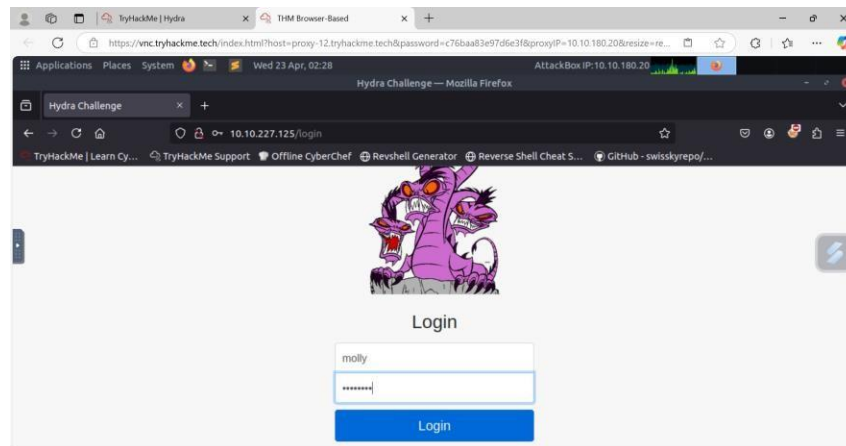 TryHackMe | Hydra
THM Browser-Based
https://vnc.tryhackme.tech/index.html?host=proxy-12.tryhackme.tech&password=c76baa83e97d6e3f&proxyIP=10.10.180.20&resize=re...
Applications Places System Wed 23 Apr, 02:28 AttackBox IP:10.10.180.20
Hydra Challenge — Mozilla Firefox
Hydra Challenge
10.10.227.125/login
TryHackMe | Learn Cy... TryHackMe Support Offline CyberChef Revshell Generator Reverse Shell Cheat S... GitHub - swisskyrepo/...
Login
molly
••••••••
Login